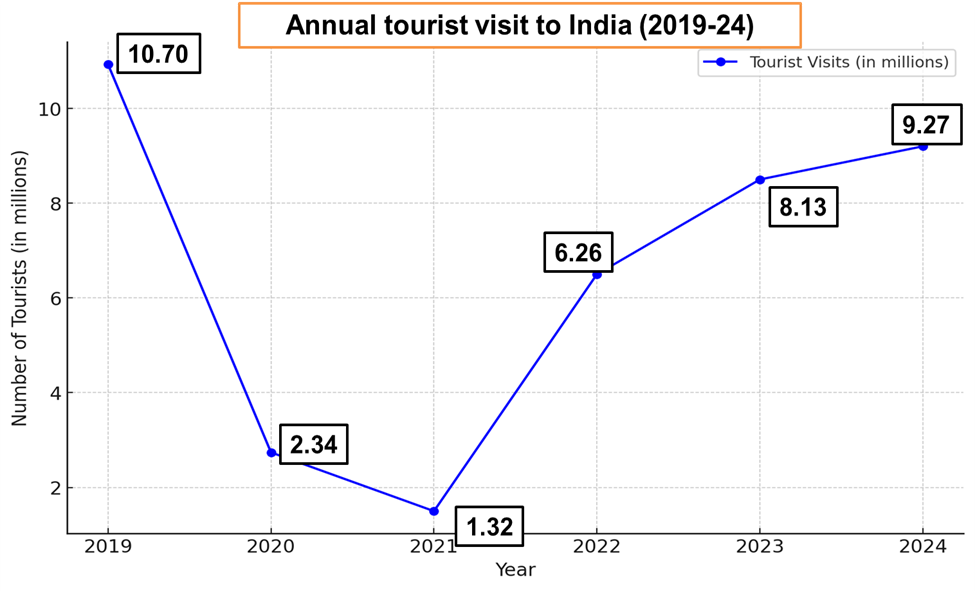 Annual tourist visit to India (2019-24)
Tourist Visits (in millions)
Number of Tourists (in millions)
10
8
6
4
2
10.70
2.34
1.32
6.26
8.13
9.27
2019 2020 2021 2022 2023 2024
Year